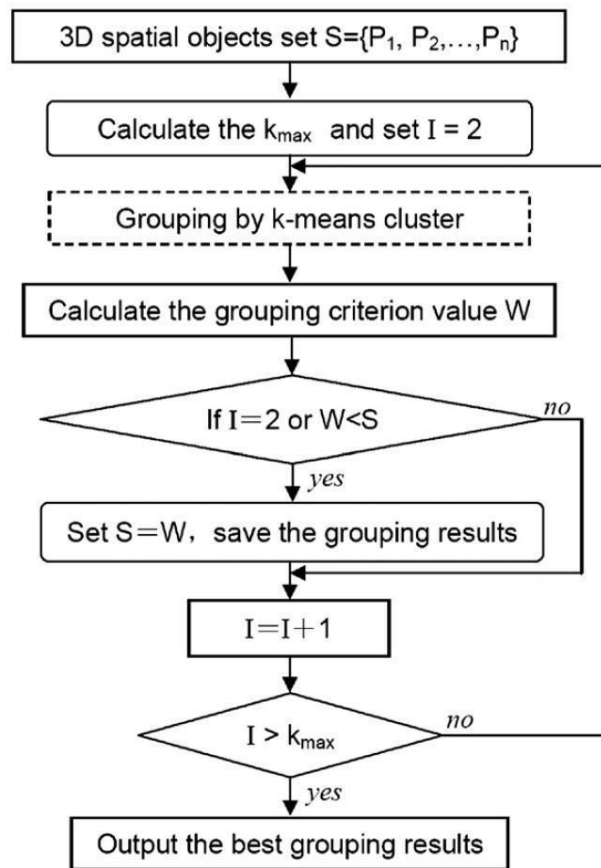 3D spatial objects set S={P₁, P₂,...,Pₙ}
Calculate the kₘₐₓ and set I = 2
Grouping by k-means cluster
Calculate the grouping criterion value W
If I=2 or W<S
no
yes
Set S=W, save the grouping results
I=I+1
I > kₘₐₓ
no
yes
Output the best grouping results